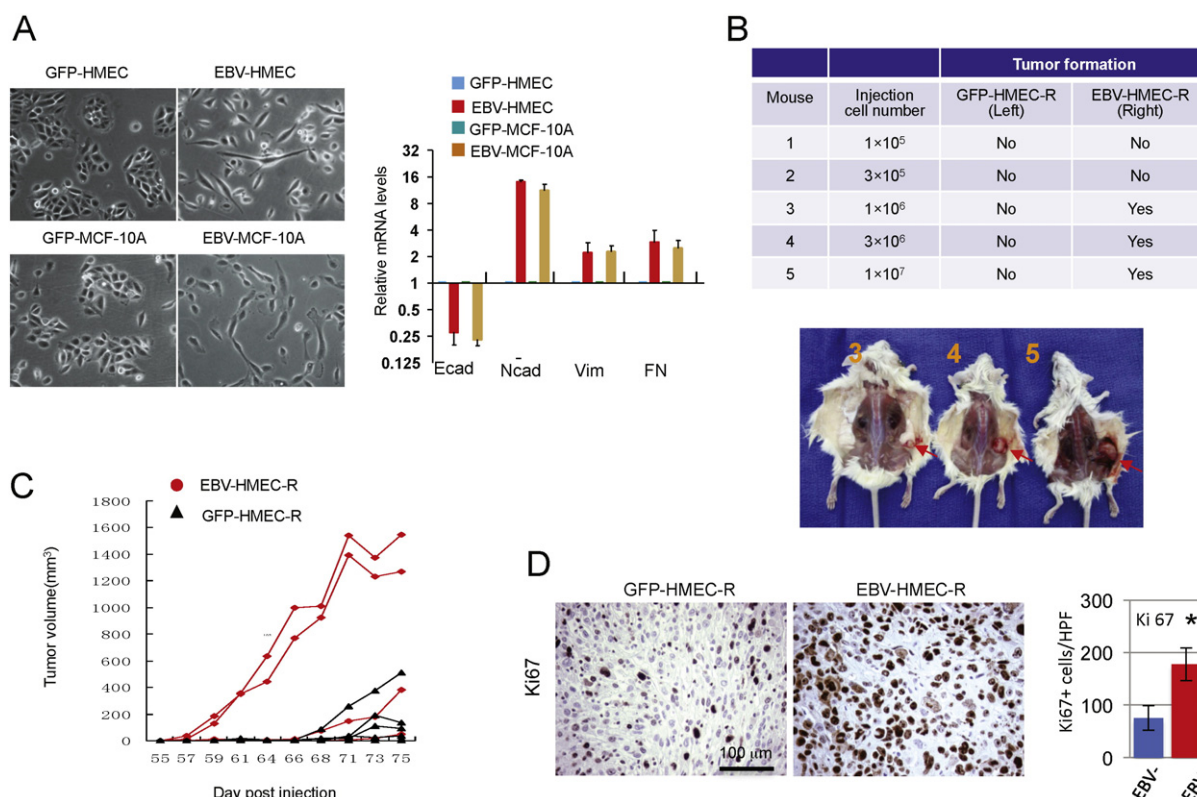 A
GFP-HMEC
EBV-HMEC
GFP-MCF-10A
EBV-MCF-10A
GFP-HMEC
EBV-HMEC
GFP-MCF-10A
EBV-MCF-10A
Relative mRNA levels
32
16
8
4
2
1
0.5
0.25
0.125
Ecad
Ncad
Vim
FN
B
Tumor formation
Mouse Injection cell number GFP-HMEC-R (Left) EBV-HMEC-R (Right)
1 1×10⁵ No No
2 3×10⁵ No No
3 1×10⁶ No Yes
4 3×10⁶ No Yes
5 1×10⁷ No Yes
3 4 5
C
EBV-HMEC-R
GFP-HMEC-R
Tumor volume(mm³)
1800
1600
1400
1200
1000
800
600
400
200
0
55 57 59 61 64 66 68 71 73 75
Day post injection
D
GFP-HMEC-R
EBV-HMEC-R
Ki67
100 μm
Ki67+ cells/HPF
300
200
100
0
Ki 67 *
EBV-